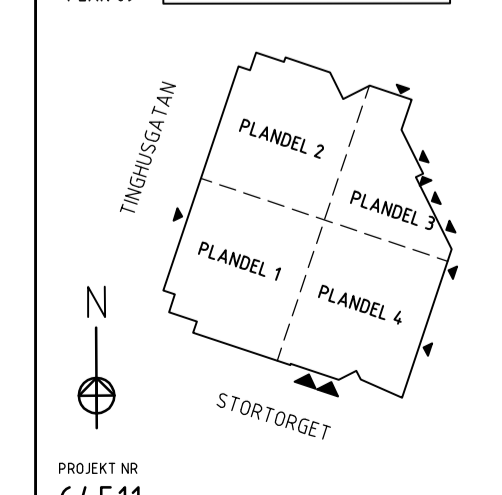 TINGHUSGATAN
PLANDEL 2
PLANDEL 3
PLANDEL 1
PLANDEL 4
N
STORTORGET
PROJEKT NR